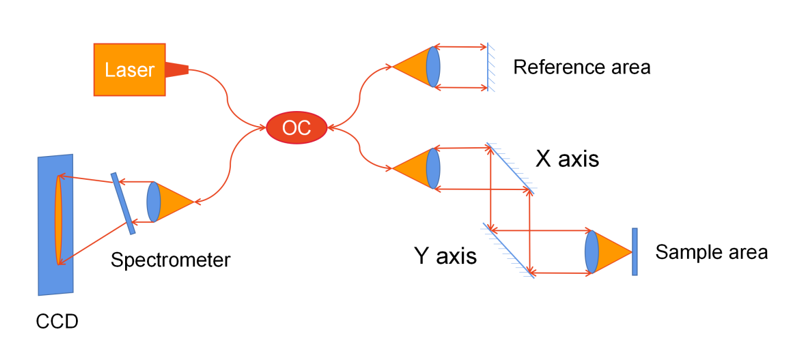 Laser
Reference area
OC
X axis
Y axis
Sample area
Spectrometer
CCD